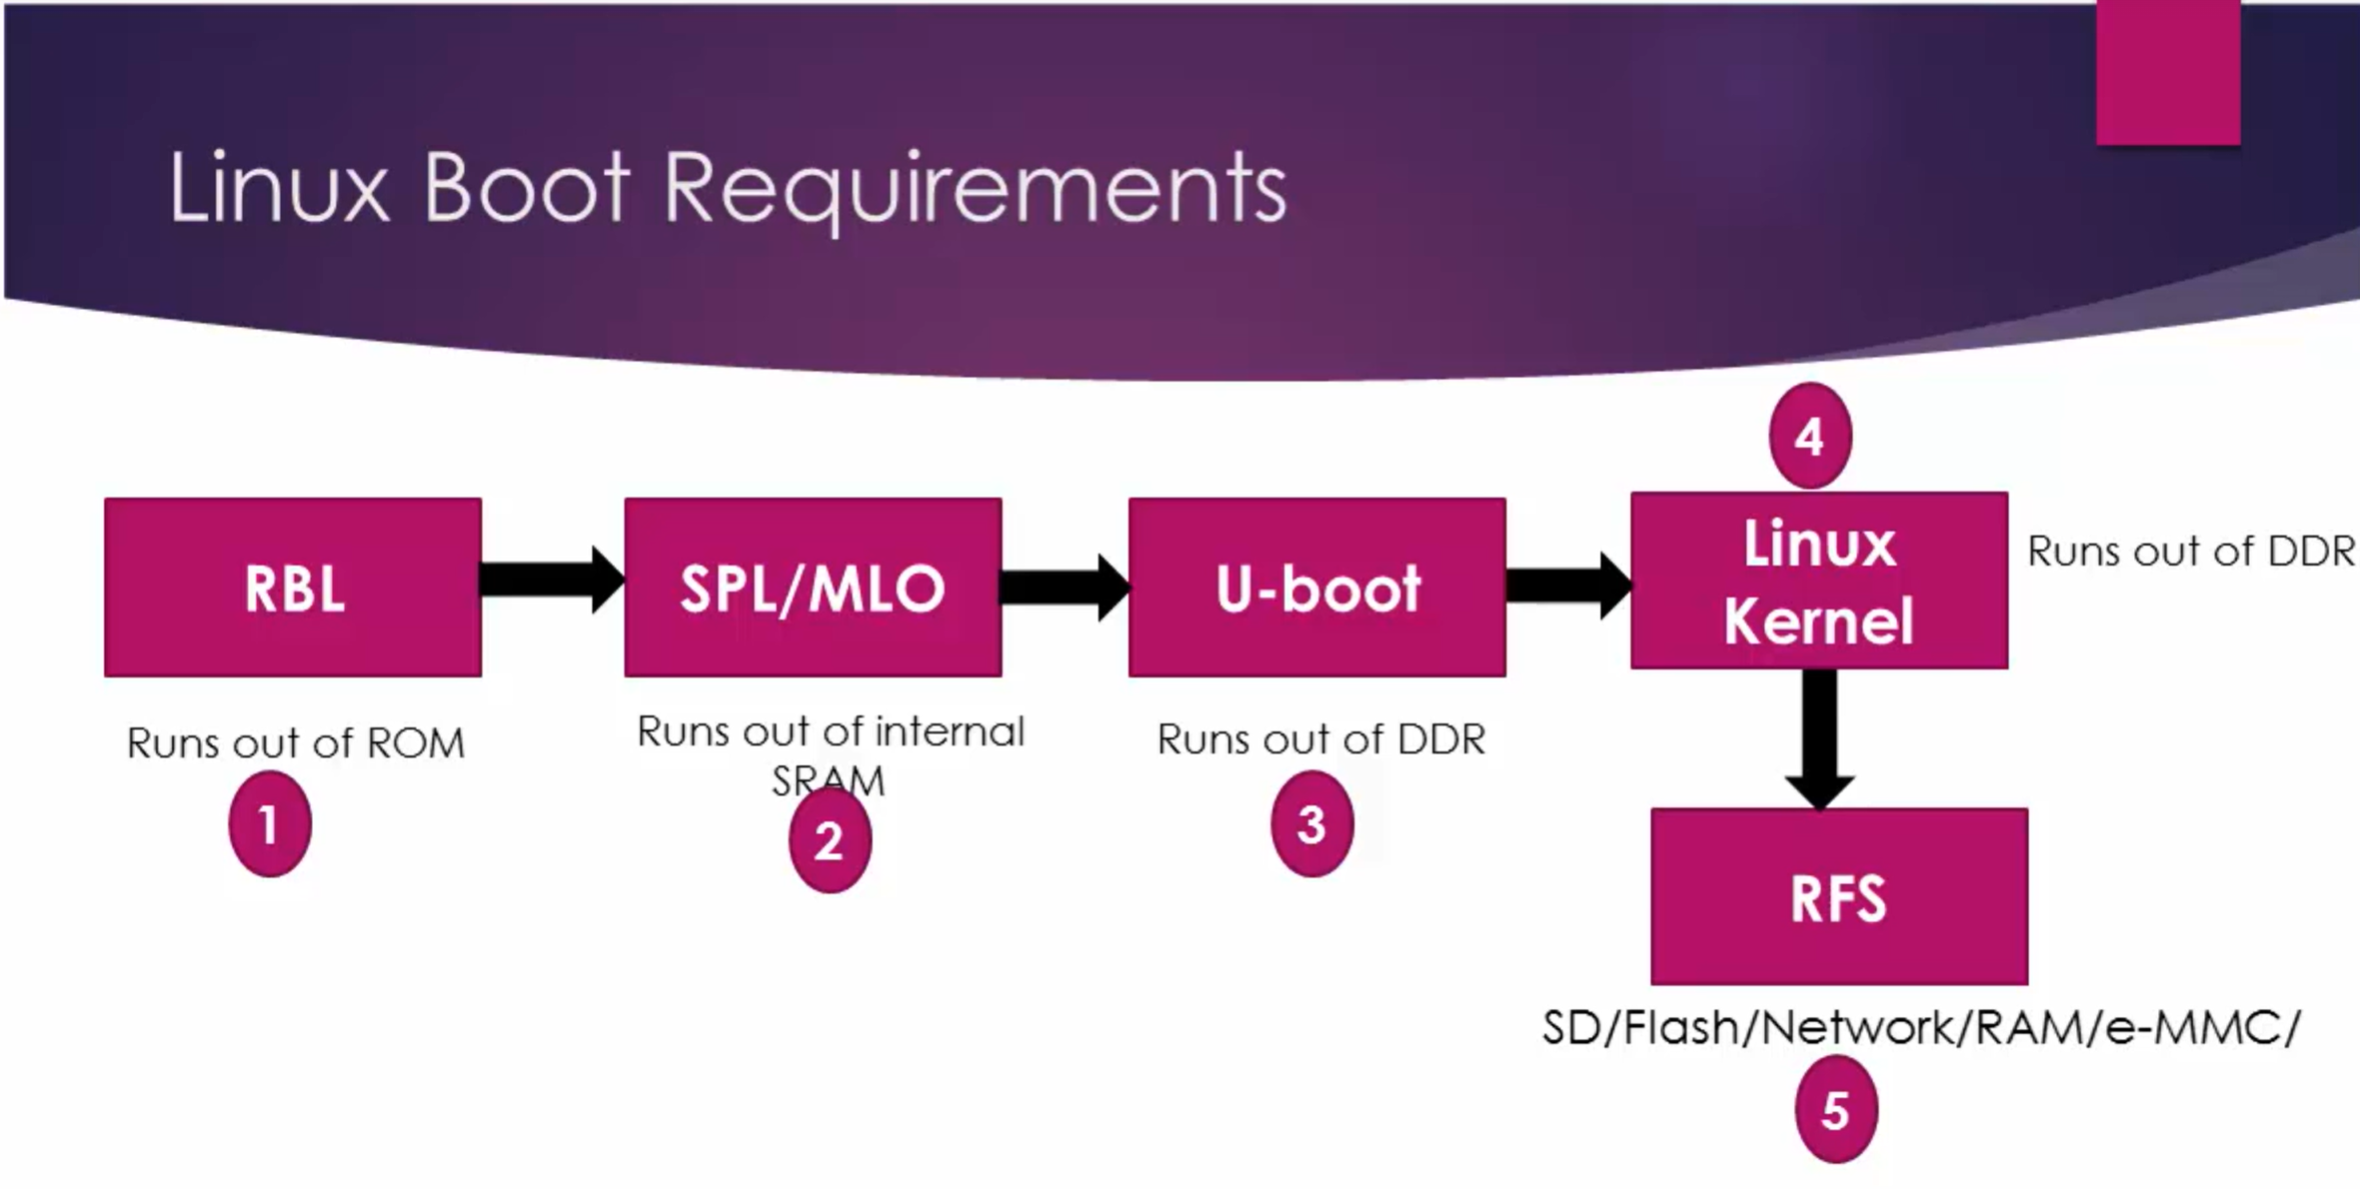 Linux Boot Requirements
RBL
Runs out of ROM
1
SPL/MLO
Runs out of internal
SRAM
2
U-boot
Runs out of DDR
3
4
Linux
Kernel
Runs out of DDR
RFS
SD/Flash/Network/RAM/e-MMC/
5